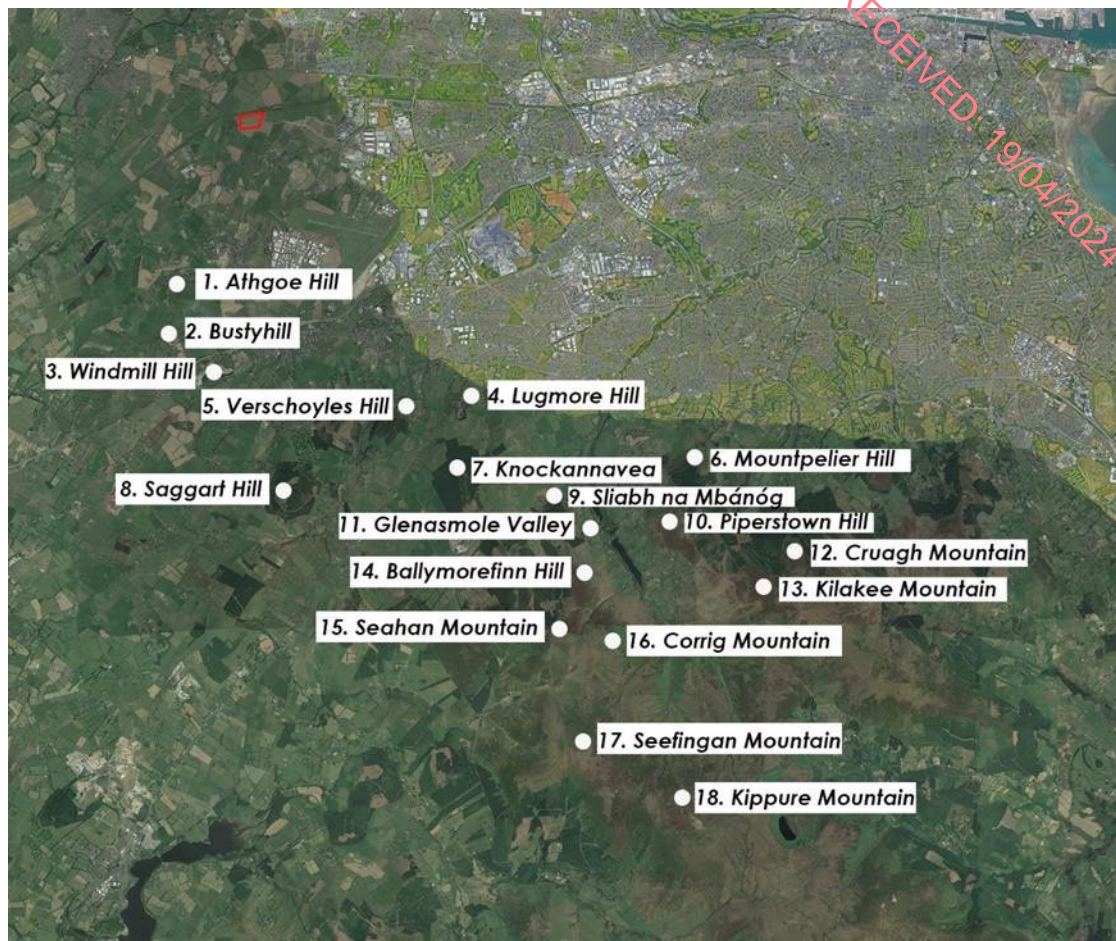 RECEIVED: 19/04/2024
1. Athgoe Hill
2. Bustyhill
3. Windmill Hill
4. Lugmore Hill
5. Verschoyles Hill
6. Mountpelier Hill
7. Knockannavea
8. Saggart Hill
9. Sliabh na Mbánóg
10. Piperstown Hill
11. Glenasmole Valley
12. Cruagh Mountain
14. Ballymorefinn Hill
13. Kilakee Mountain
15. Seahan Mountain
16. Corrig Mountain
17. Seefingan Mountain
18. Kippure Mountain